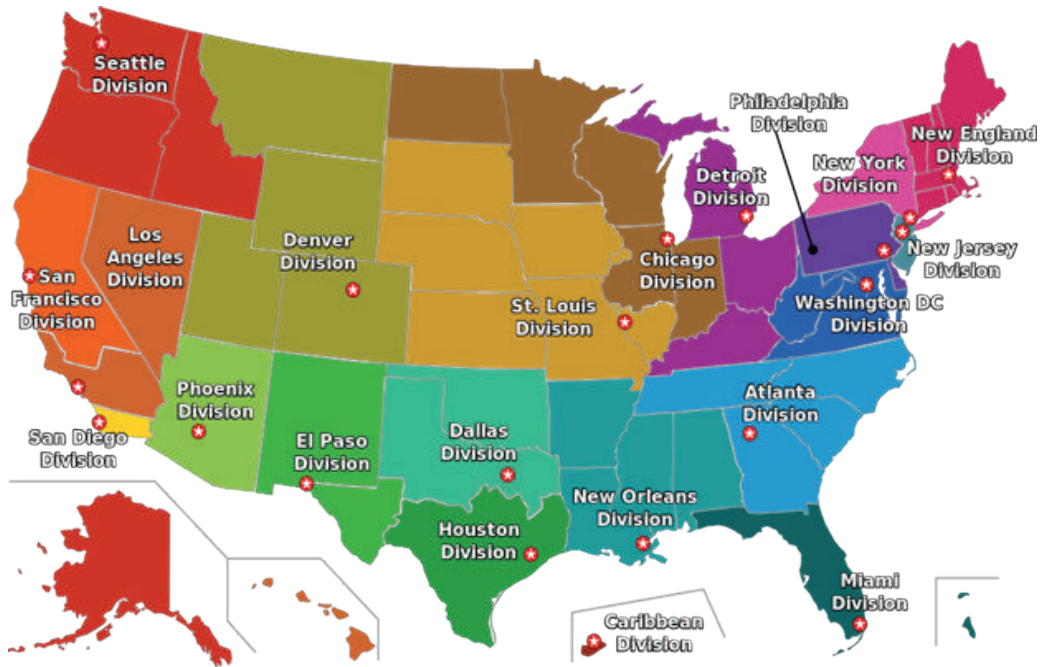 Seattle
Division
Philadelphia
Division
New England
Division
New York
Division
Detroit
Division
Los
Angeles
Division
Denver
Division
Chicago
Division
New Jersey
Division
San
Francisco
Division
St. Louis
Division
Washington DC
Division
Phoenix
Division
Atlanta
Division
San Diego
Division
El Paso
Division
Dallas
Division
New Orleans
Division
Houston
Division
Miami
Division
Caribbean
Division